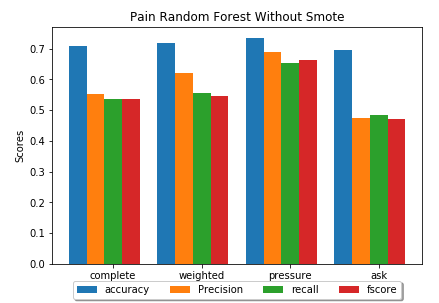 Pain Random Forest Without Smote
0.7
0.6
0.5
0.4
0.3
0.2
0.1
0.0
Scores
complete weighted pressure ask
accuracy Precision recall fscore